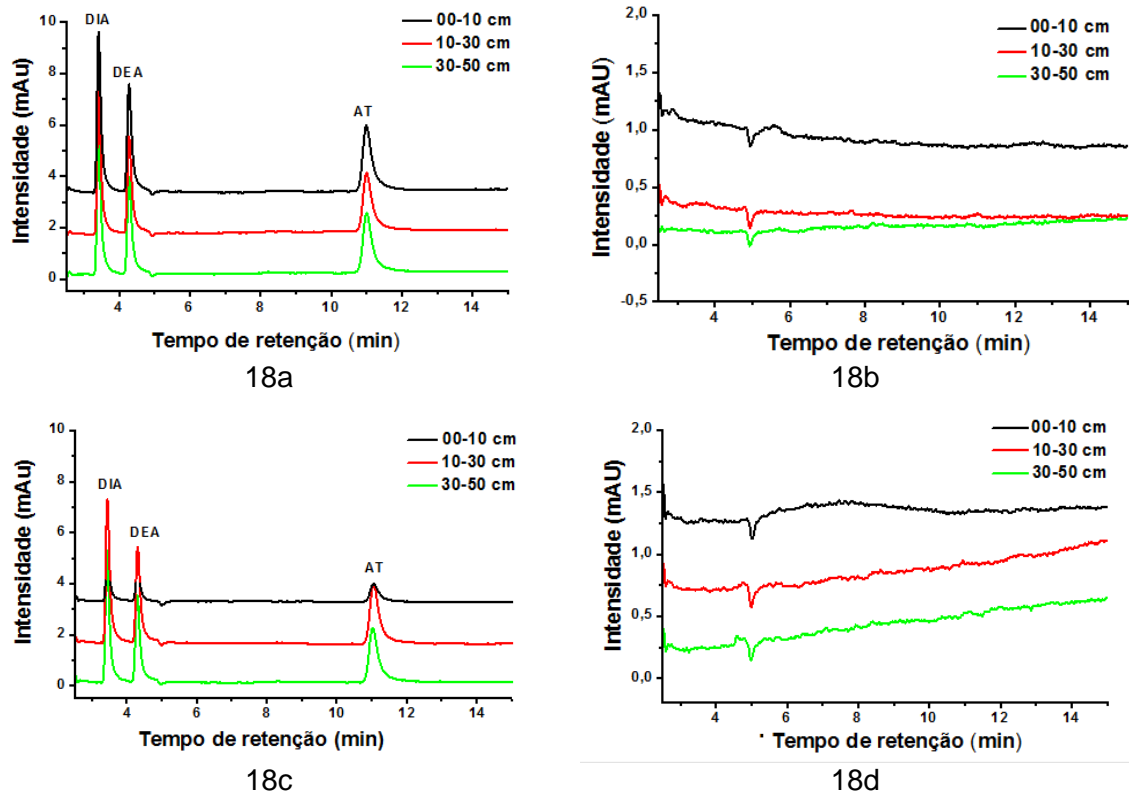 10
8
6
4
2
0
4
6
8
10
12
14
Intensidade (mAu)
Tempo de retenção (min)
DIA
DEA
AT
00-10 cm
10-30 cm
30-50 cm
18a
2,0
1,5
1,0
0,5
0,0
-0,5
4
6
8
10
12
14
Intensidade (mAU)
Tempo de retenção (min)
00-10 cm
10-30 cm
30-50 cm
18b
10
8
6
4
2
0
4
6
8
10
12
14
Intensidade (mAu)
Tempo de retenção (min)
DIA
DEA
AT
00-10 cm
10-30 cm
30-50 cm
18c
2,0
1,5
1,0
0,5
0,0
4
6
8
10
12
14
Intensidade (mAU)
. Tempo de retenção (min)
00-10 cm
10-30 cm
30-50 cm
18d